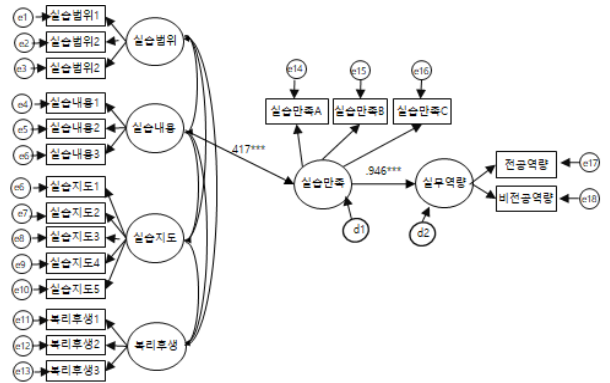 e1 실습범위1
e2 실습범위2
e3 실습범위2
실습범위
e4 실습내용1
e5 실습내용2
e6 실습내용3
실습내용
e6 실습지도1
e7 실습지도2
e8 실습지도3
e9 실습지도4
e10 실습지도5
실습지도
e11 복리후생1
e12 복리후생2
e13 복리후생3
복리후생
.417***
e14 e15 e16
실습만족A 실습만족B 실습만족C
실습만족
.946***
실무역량
d1 d2
전공역량 e17
비전공역량 e18